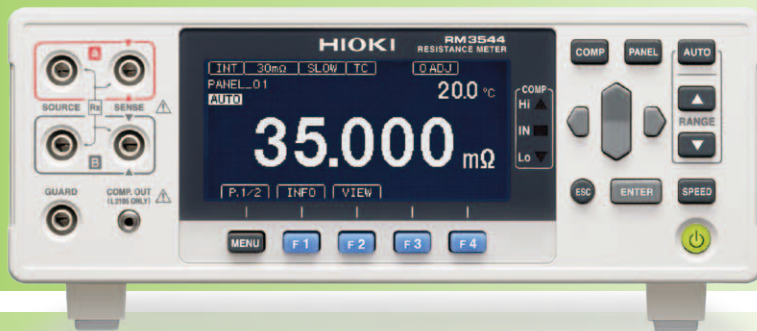 HIOKI
RM3544
RESISTANCE METER
A
SOURCE Rx SENSE
B
GUARD
COMP. OUT
(L2105 ONLY)
INT 30mΩ SLOW TC 0 ADJ
PANEL_01
AUTO
20.0 °C
35.000 mΩ
P.1/2 INFO VIEW
COMP
Hi
IN
Lo
MENU F1 F2 F3 F4
COMP PANEL AUTO
RANGE
ESC ENTER SPEED